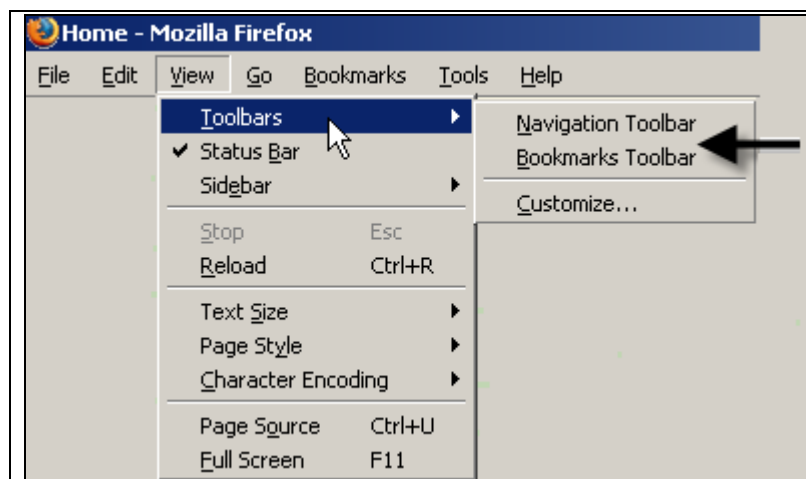 Home - Mozilla Firefox
File Edit View Go Bookmarks Tools Help
Toolbars
Status Bar
Sidebar
Stop Esc
Reload Ctrl+R
Text Size
Page Style
Character Encoding
Page Source Ctrl+U
Full Screen F11
Navigation Toolbar
Bookmarks Toolbar
Customize...